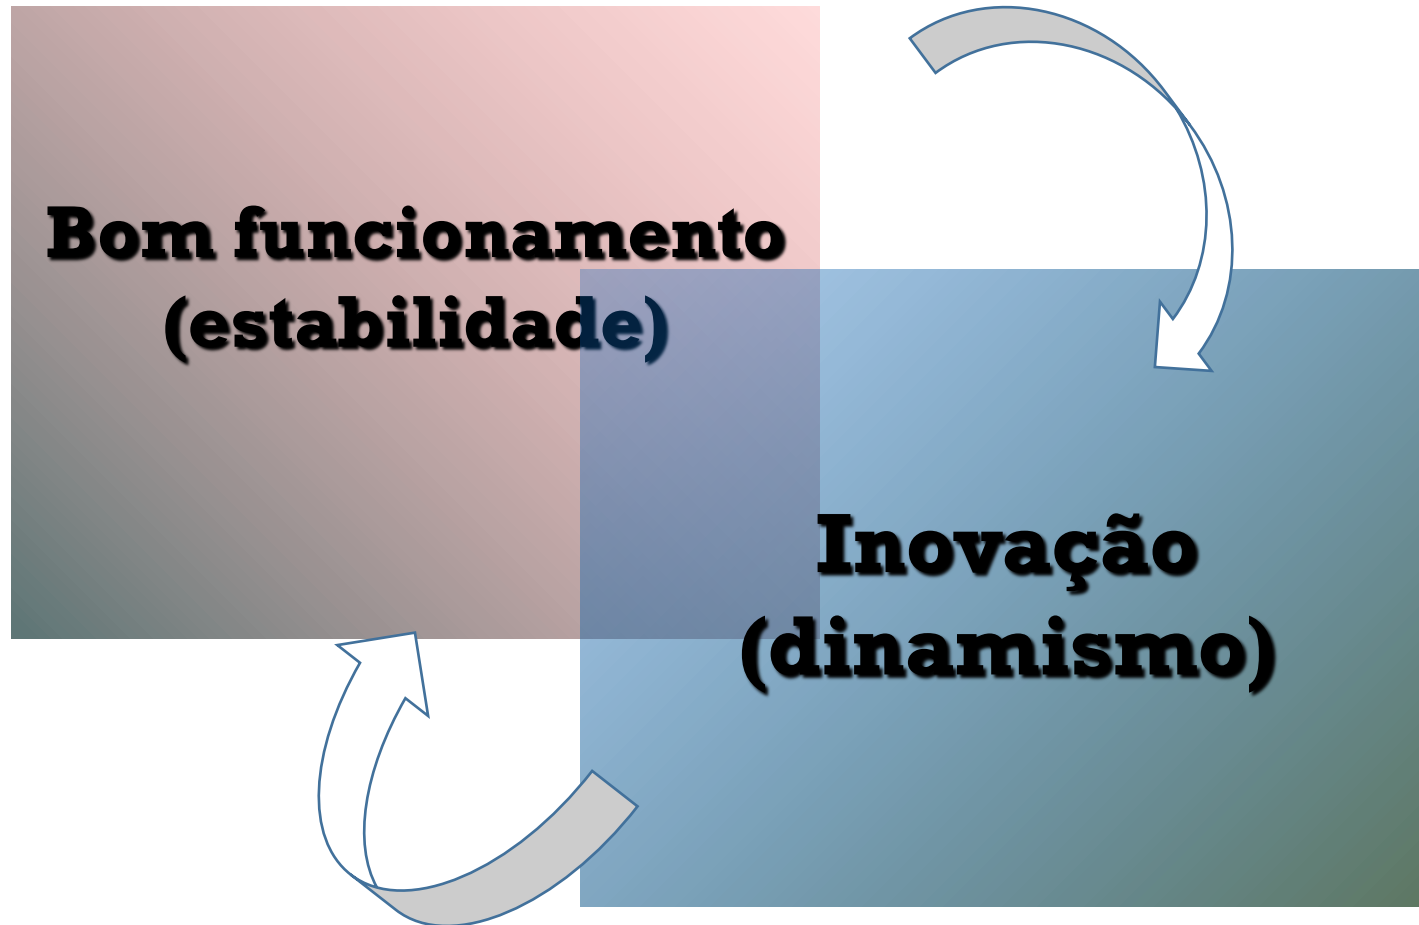 Bom funcionamento
(estabilidade)
Inovação
(dinamismo)